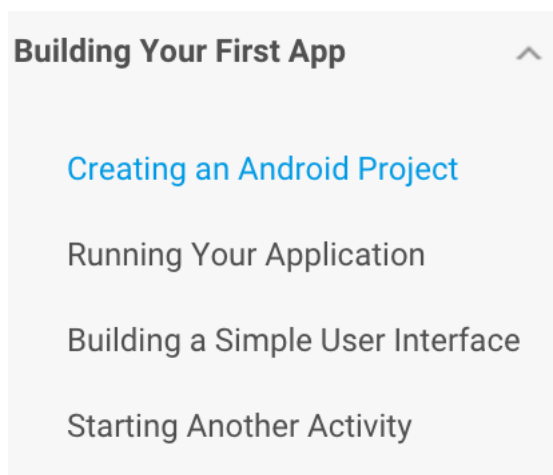 Building Your First App
Creating an Android Project
Running Your Application
Building a Simple User Interface
Starting Another Activity